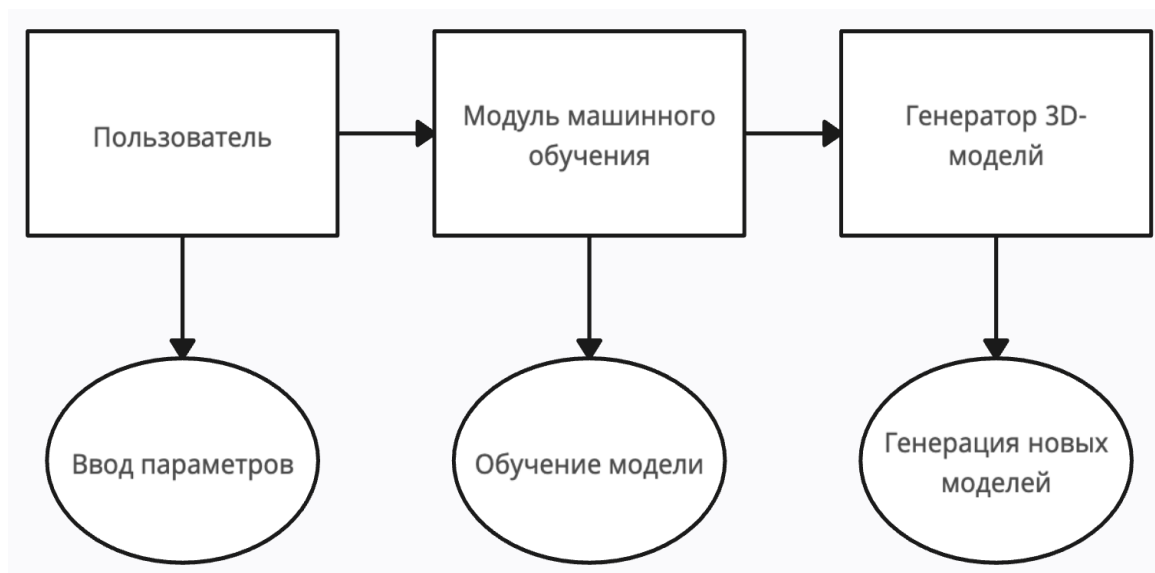 Пользователь
Модуль машинного
обучения
Генератор 3D-
моделй
Ввод параметров
Обучение модели
Генерация новых
моделей